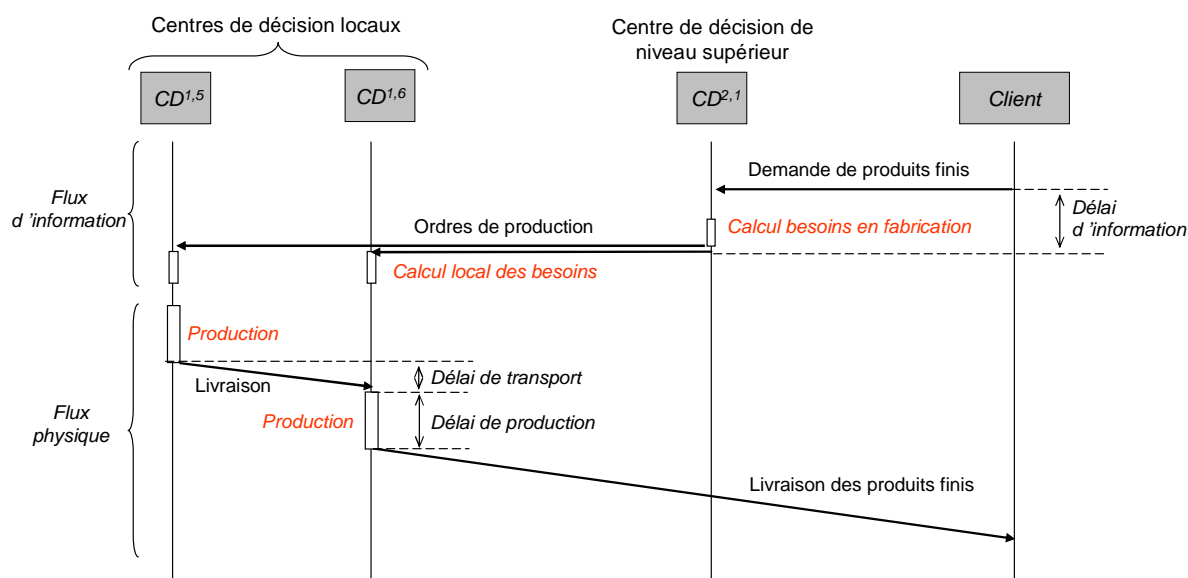 Centres de décision locaux
Centre de décision de
niveau supérieur
CD1,5
CD1,6
CD2,1
Client
Demande de produits finis
Flux
d 'information
Ordres de production
Calcul besoins en fabrication
Délai
d 'information
Calcul local des besoins
Production
Livraison
Délai de transport
Flux
physique
Production
Délai de production
Livraison des produits finis